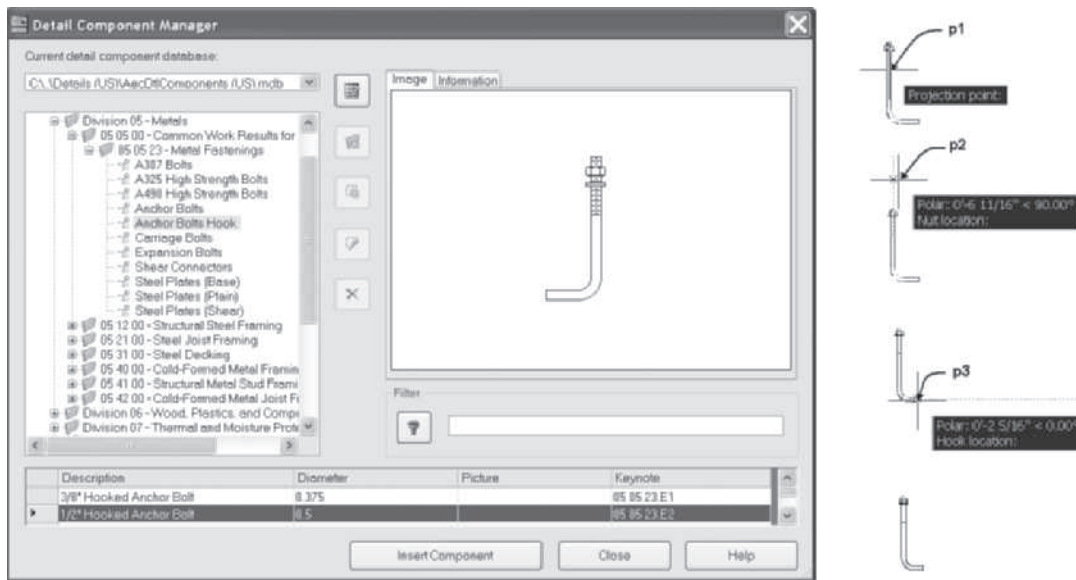 Detail Component Manager
Current detail component database:
C:\..\Details (US)\AecDtlComponents (US).mdb
Division 05 - Metals
05 05 00 - Common Work Results for
05 05 23 - Metal Fastenings
A307 Bolts
A325 High Strength Bolts
A490 High Strength Bolts
Anchor Bolts
Anchor Bolts Hook
Carriage Bolts
Expansion Bolts
Shear Connectors
Steel Plates (Base)
Steel Plates (Plain)
Steel Plates (Shear)
05 12 00 - Structural Steel Framing
05 21 00 - Steel Joist Framing
05 31 00 - Steel Decking
05 40 00 - Cold-Formed Metal Framin
05 41 00 - Structural Metal Stud Frami
05 42 00 - Cold-Formed Metal Joist Fr
Division 06 - Wood, Plastics, and Compo
Division 07 - Thermal and Moisture Prote
Image Information
Filter
Description Diameter Picture Keynote
3/8" Hooked Anchor Bolt 0.375 05 05 23.E1
1/2" Hooked Anchor Bolt 0.5 05 05 23.E2
Insert Component Close Help
p1
Projection point:
p2
Polar: 0'-6 11/16" < 90.00°
Nut location:
p3
Polar: 0'-2 5/16" < 0.00°
Hook location: